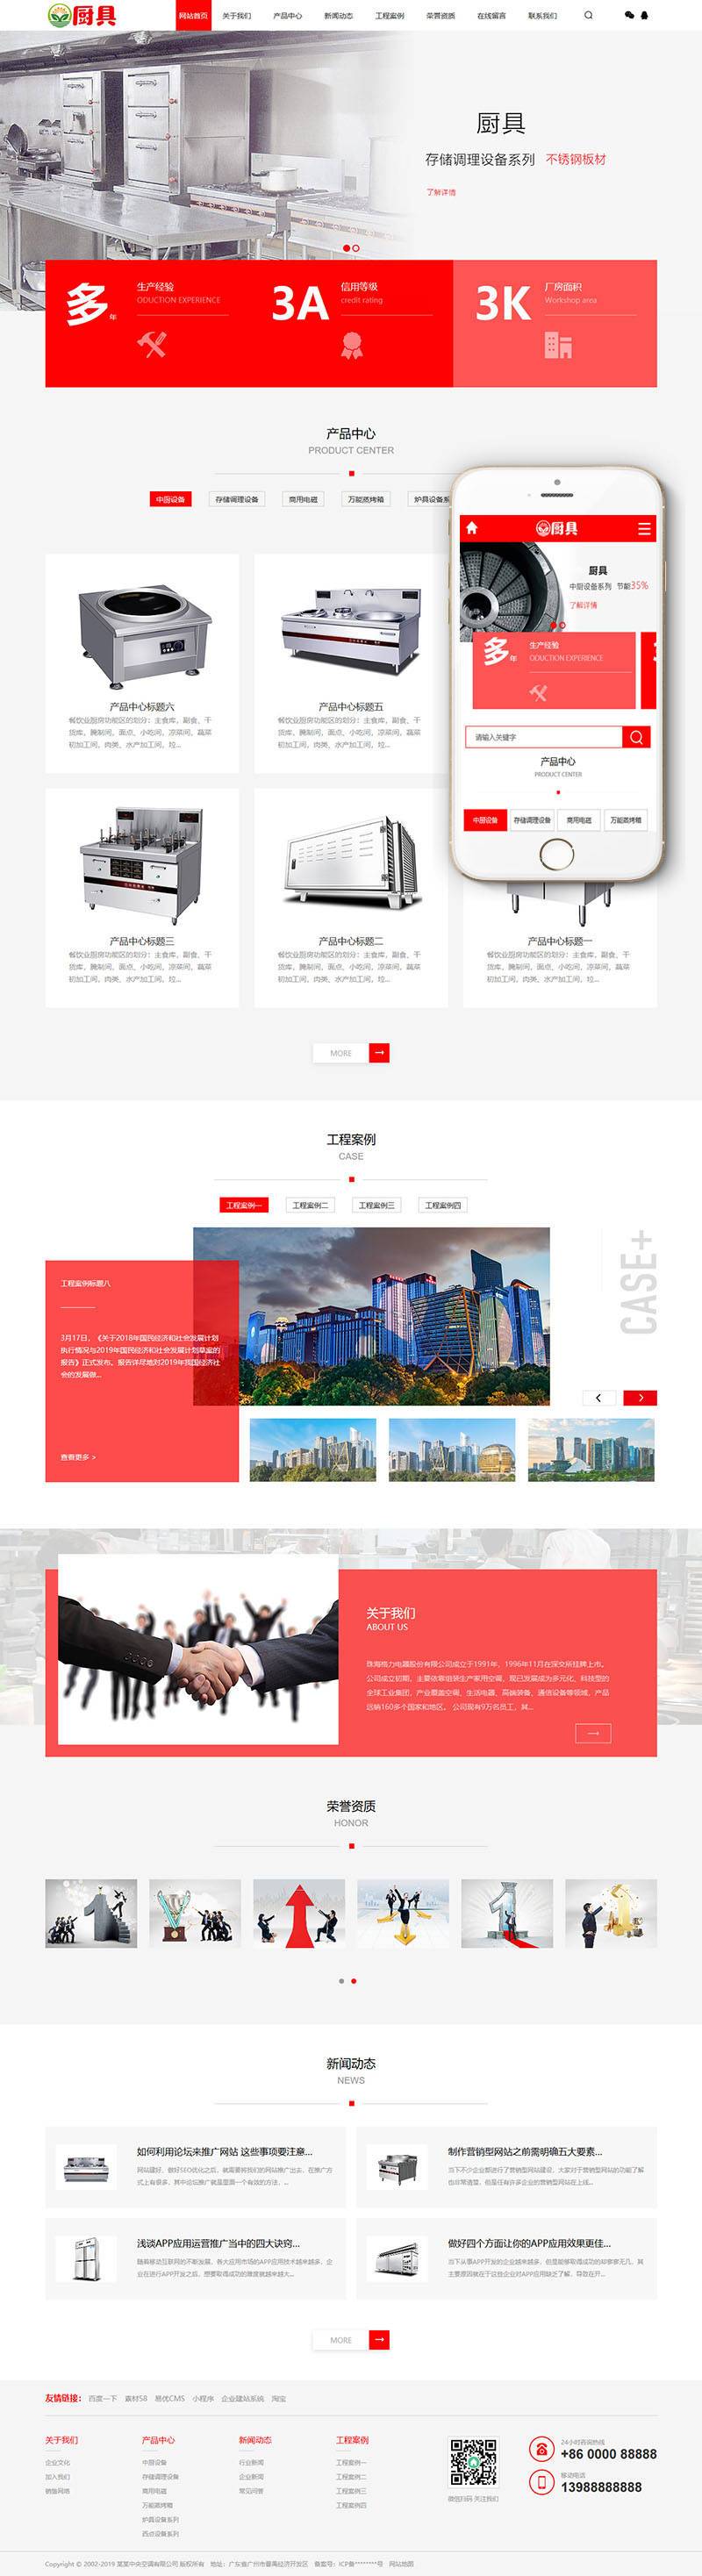 厨具
网站首页 关于我们 产品中心 新闻动态 工程案例 荣誉资质 在线留言 联系我们
厨具
存储调理设备系列 不锈钢板材
了解详情
多年
生产经验
ODUCTION EXPERIENCE
3A
信用等级
credit rating
3K
厂房面积
Workshop area
产品中心
PRODUCT CENTER
中厨设备 存储调理设备 商用电磁 万能蒸烤箱 炉具设备系
产品中心标题六
餐饮业厨房功能区的划分：主食库、副食、干
货库、腌制间、面点、小吃间、凉菜间、蔬菜
初加工间、肉类、水产加工间、垃...
产品中心标题五
餐饮业厨房功能区的划分：主食库、副食、干
货库、腌制间、面点、小吃间、凉菜间、蔬菜
初加工间、肉类、水产加工间、垃...
厨具
厨具
中厨设备系列 节能35%
了解详情
多年
生产经验
ODUCTION EXPERIENCE
请输入关键字
产品中心
PRODUCT CENTER
中厨设备 存储调理设备 商用电磁 万能蒸烤箱
产品中心标题三
餐饮业厨房功能区的划分：主食库、副食、干
货库、腌制间、面点、小吃间、凉菜间、蔬菜
初加工间、肉类、水产加工间、垃...
产品中心标题二
餐饮业厨房功能区的划分：主食库、副食、干
货库、腌制间、面点、小吃间、凉菜间、蔬菜
初加工间、肉类、水产加工间、垃...
产品中心标题一
餐饮业厨房功能区的划分：主食库、副食、干
货库、腌制间、面点、小吃间、凉菜间、蔬菜
初加工间、肉类、水产加工间、垃...
MORE
工程案例
CASE
工程案例一 工程案例二 工程案例三 工程案例四
工程案例标题八
3月17日，《关于2018年国民经济和社会发展计划
执行情况与2019年国民经济和社会发展计划草案的
报告》正式发布。报告详尽地对2019年我国经济社
会的发展做...
查看更多 >
CASE+
关于我们
ABOUT US
珠海格力电器股份有限公司成立于1991年，1996年11月在深交所挂牌上市。
公司成立初期，主要依靠组装生产家用空调，现已发展成为多元化、科技型的
全球工业集团，产业覆盖空调、生活电器、高端装备、通信设备等领域，产品
远销160多个国家和地区。 公司现有9万名员工，其...
荣誉资质
HONOR
新闻动态
NEWS
如何利用论坛来推广网站 这些事项要注意...
网站建好，做好SEO优化之后，就需要将我们的网站推广出去，在推广方
式上有很多，其中论坛推广就是显测一个有效的方法，...
制作营销型网站之前需明确五大要素...
当下不少企业都进行了营销型网站建设，大家对于营销型网站的功能了解
也非常清楚，但是任有许多企业的营销型网站在上线...
浅谈APP应用运营推广当中的四大诀窍...
随着移动互联网的不断发展，各大应用市场的APP应用技术越来越多，企
业在进行APP开发之后，想要取得成功的难度就越来越大...
做好四个方面让你的APP应用效果更佳...
当下从事APP开发的企业越来越多，但是能够取得成功的却寥寥无几，其
主要原因就在于这些企业对APP应用缺乏了解，导致在开...
MORE
友情链接： 百度一下 素材58 易优CMS 小程序 企业建站系统 淘宝
关于我们
企业文化
加入我们
销售网络
产品中心
中厨设备
存储调理设备
商用电磁
万能蒸烤箱
炉具设备系列
西点设备系列
新闻动态
行业新闻
企业新闻
常见问答
工程案例
工程案例一
工程案例二
工程案例三
工程案例四
微信扫码 关注我们
24小时咨询热线
+86 0000 88888
移动电话
13988888888
Copyright © 2002-2019 某某中央空调有限公司 版权所有 地址：广东省广州市番禺经济开发区 备案号：ICP备********号 网站地图